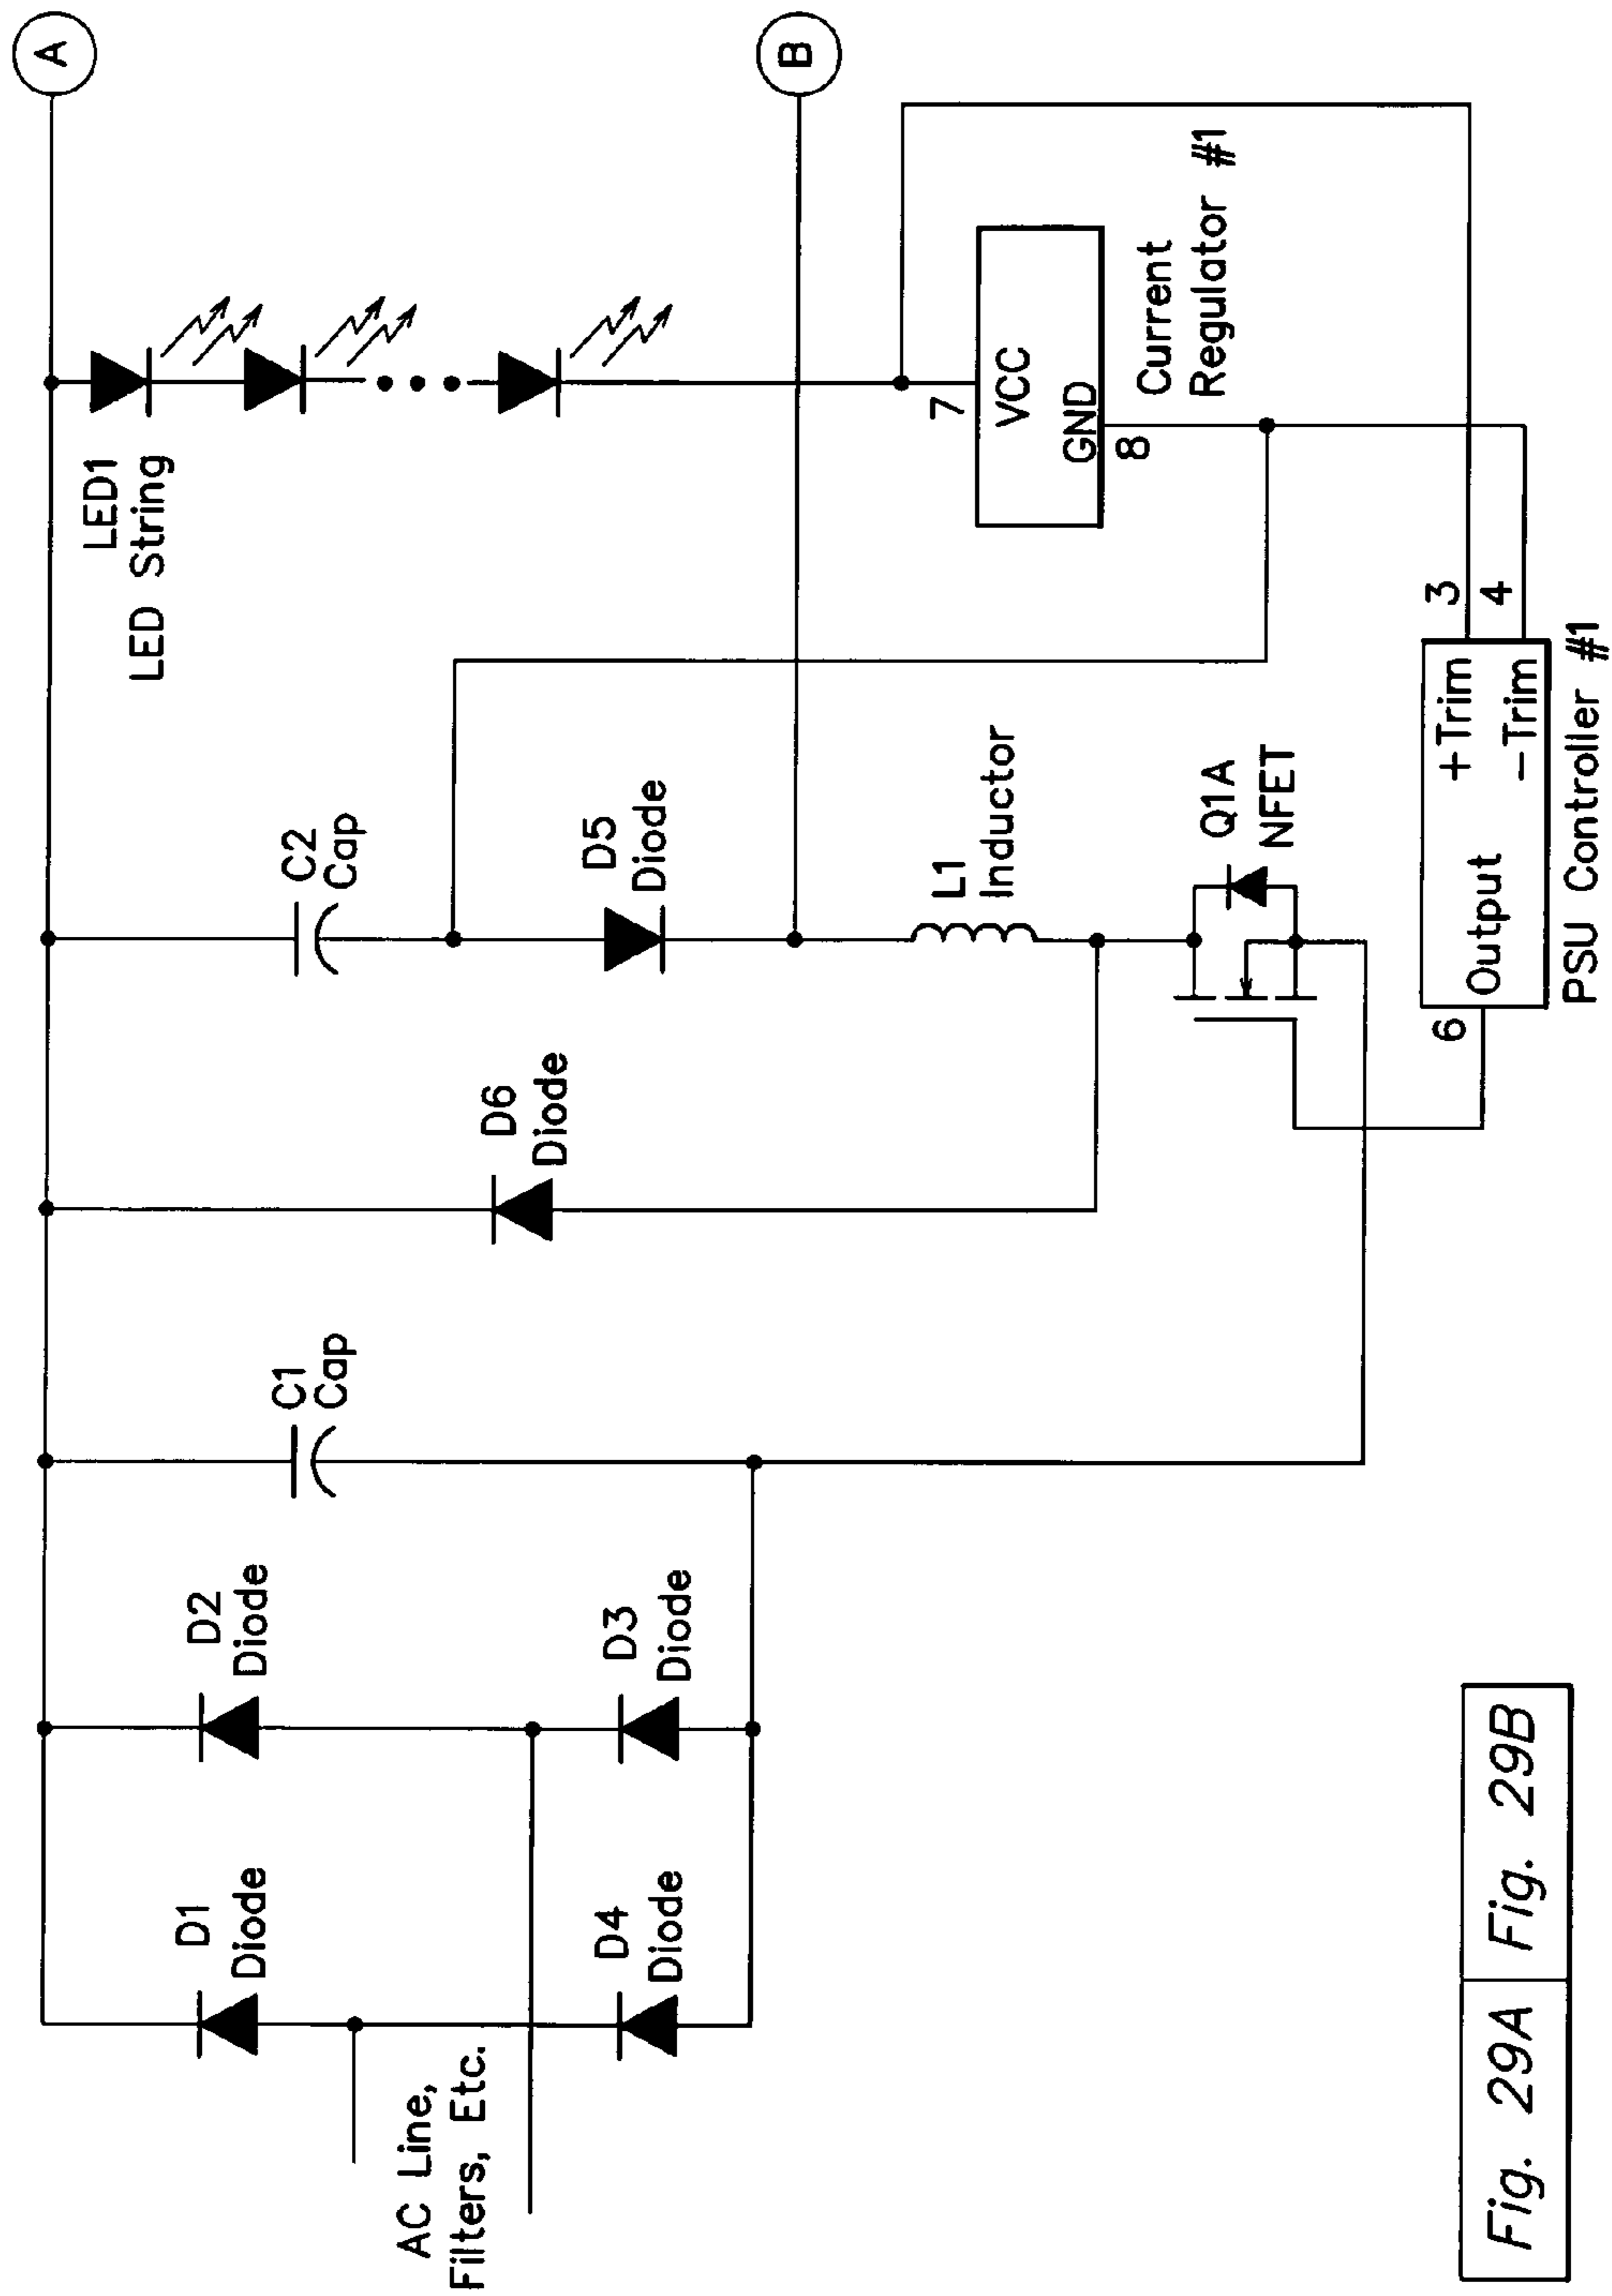 AC Line,
Filters, Etc.
D1
Diode
D2
Diode
D4
Diode
D3
Diode
C1
Cap
D6
Diode
C2
Cap
D5
Diode
L1
Inductor
Q1A
NFET
LED1
LED String
A
B
7
VCC
GND
8
Current
Regulator #1
3
4
+Trim
−Trim
Output
6
PSU Controller #1
Fig. 29A
Fig. 29B